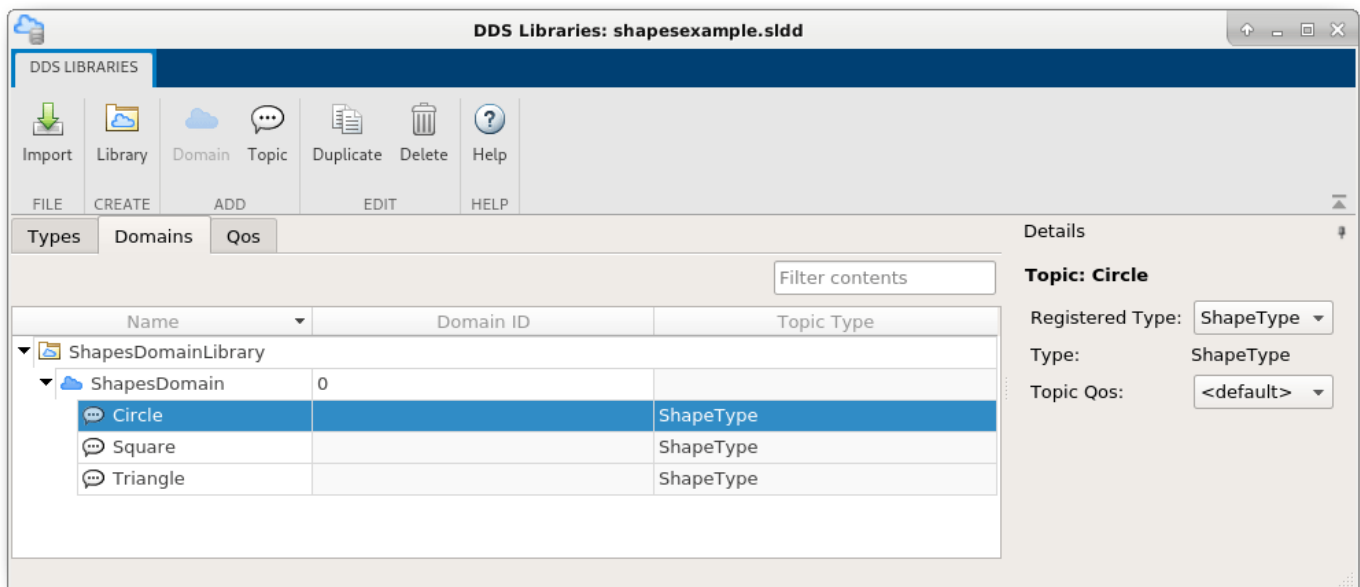 DDS Libraries: shapesexample.sldd
DDS LIBRARIES
Import Library Domain Topic Duplicate Delete Help
FILE CREATE ADD EDIT HELP
Types Domains Qos
Filter contents
Name Domain ID Topic Type
ShapesDomainLibrary
ShapesDomain 0
Circle ShapeType
Square ShapeType
Triangle ShapeType
Details
Topic: Circle
Registered Type: ShapeType
Type: ShapeType
Topic Qos: <default>